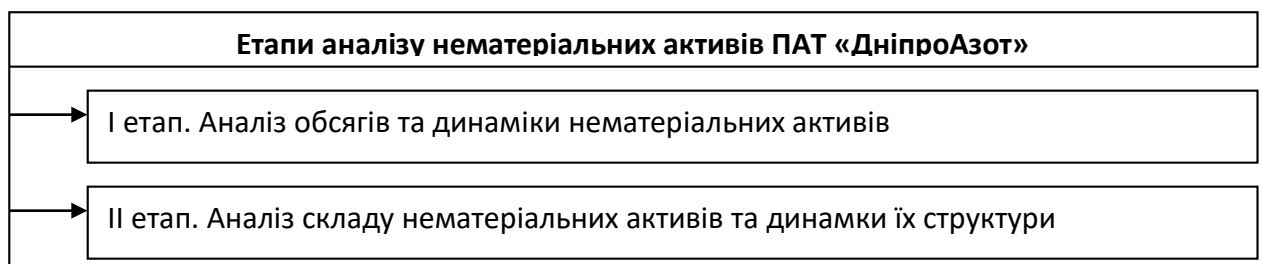 Етапи аналізу нематеріальних активів ПАТ «ДніпроАзот»
І етап. Аналіз обсягів та динаміки нематеріальних активів
ІІ етап. Аналіз складу нематеріальних активів та динамки їх структури